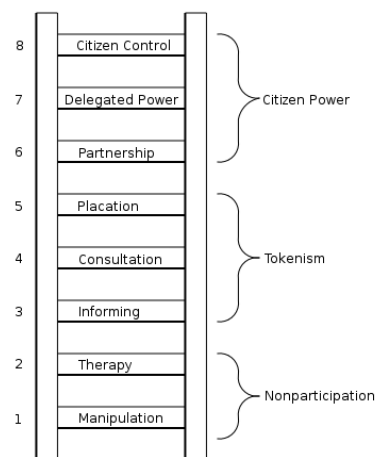 8 Citizen Control
7 Delegated Power
Citizen Power
6 Partnership
5 Placation
4 Consultation
Tokenism
3 Informing
2 Therapy
Nonparticipation
1 Manipulation